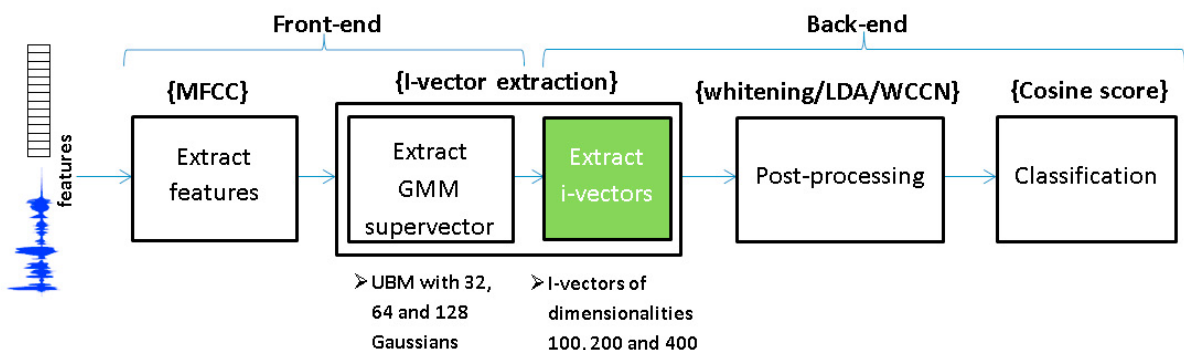 Front-end
Back-end
{MFCC}
{I-vector extraction}
{whitening/LDA/WCCN}
{Cosine score}
features
Extract
features
Extract
GMM
supervector
Extract
i-vectors
Post-processing
Classification
➢ UBM with 32,
64 and 128
Gaussians
➢ I-vectors of
dimensionalities
100, 200 and 400